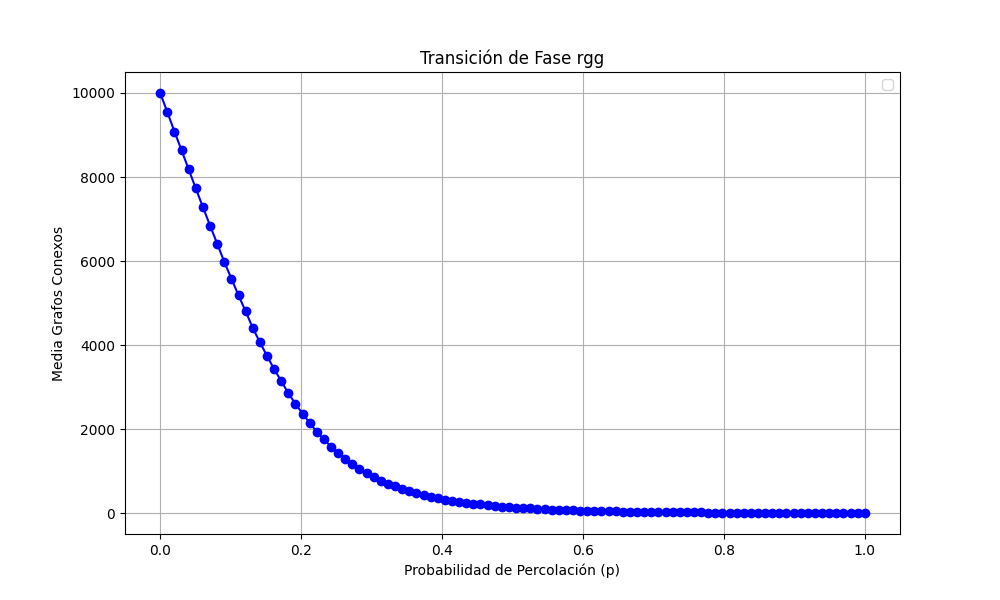 Transición de Fase rgg
10000
8000
6000
4000
2000
0
Media Grafos Conexos
0.0 0.2 0.4 0.6 0.8 1.0
Probabilidad de Percolación (p)